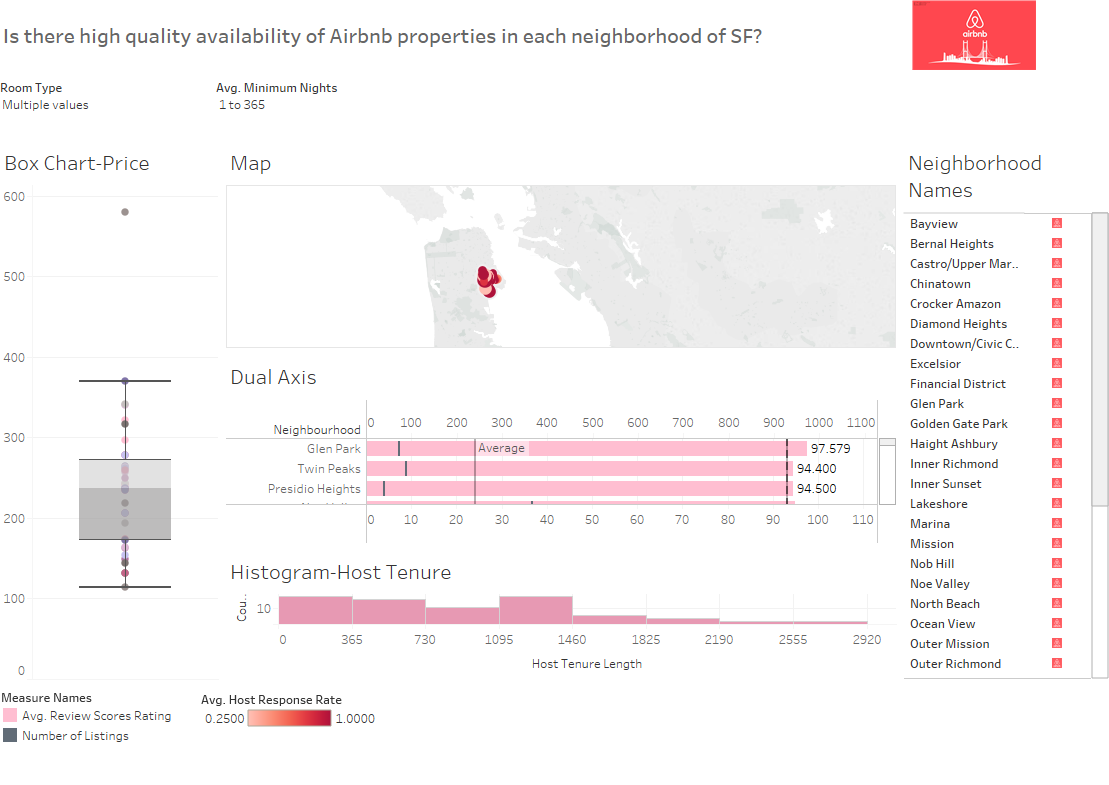 Is there high quality availability of Airbnb properties in each neighborhood of SF?
airbnb
Room Type
Multiple values
Avg. Minimum Nights
1 to 365
Box Chart-Price
600
500
400
300
200
100
0
Map
Dual Axis
Neighbourhood
0 100 200 300 400 500 600 700 800 900 1000 1100
Glen Park
Average
97.579
Twin Peaks
94.400
Presidio Heights
94.500
0 10 20 30 40 50 60 70 80 90 100 110
Histogram-Host Tenure
Cou..
10
0 365 730 1095 1460 1825 2190 2555 2920
Host Tenure Length
Neighborhood
Names
Bayview
Bernal Heights
Castro/Upper Mar..
Chinatown
Crocker Amazon
Diamond Heights
Downtown/Civic C..
Excelsior
Financial District
Glen Park
Golden Gate Park
Haight Ashbury
Inner Richmond
Inner Sunset
Lakeshore
Marina
Mission
Nob Hill
Noe Valley
North Beach
Ocean View
Outer Mission
Outer Richmond
Measure Names
Avg. Review Scores Rating
Number of Listings
Avg. Host Response Rate
0.2500 1.0000